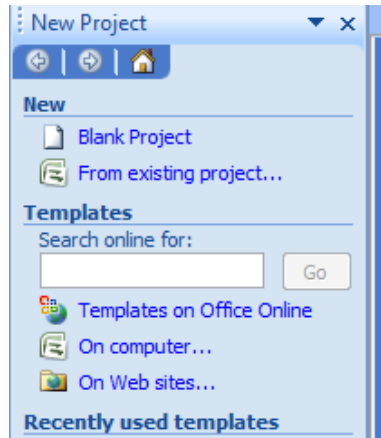 New Project
New
Blank Project
From existing project...
Templates
Search online for:
Go
Templates on Office Online
On computer...
On Web sites...
Recently used templates